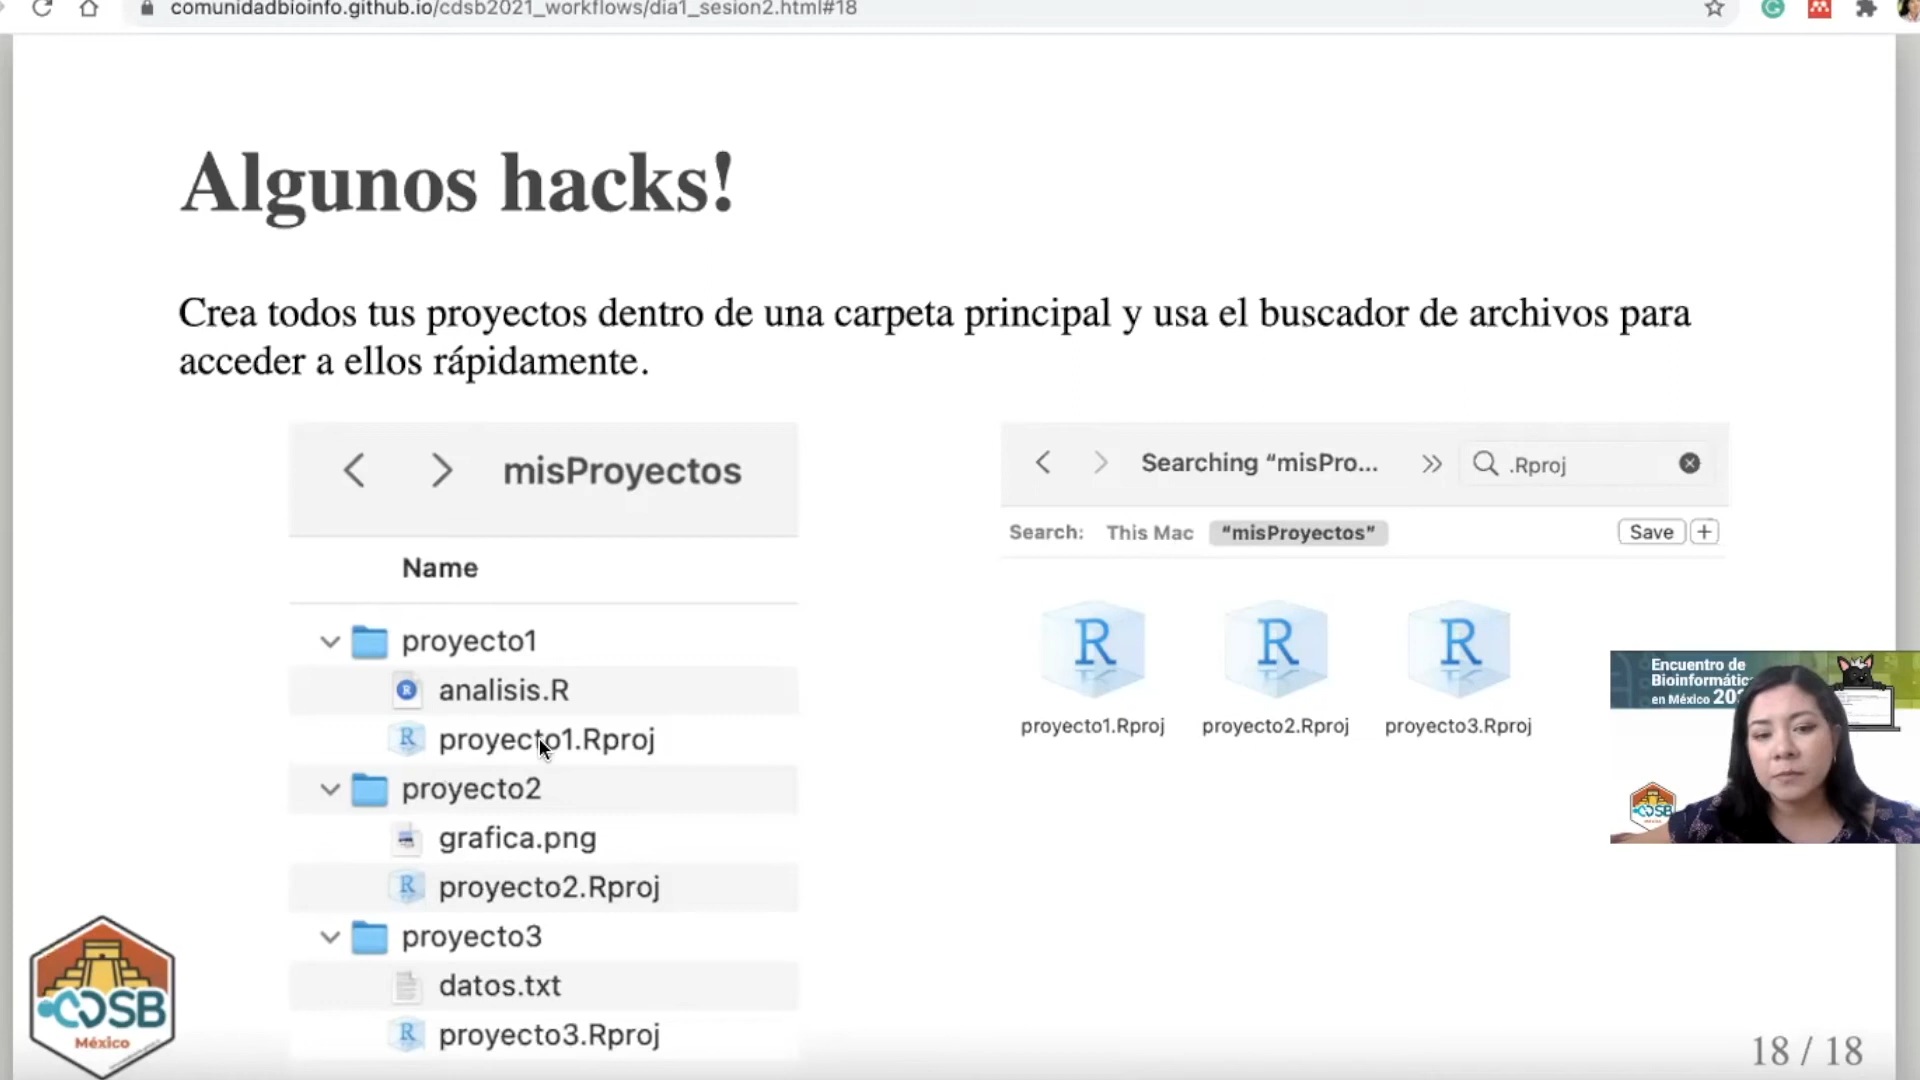 comunidadbioinfo.github.io/cdsb2021_workflows/dia1_sesion2.html#18
Algunos hacks!
Crea todos tus proyectos dentro de una carpeta principal y usa el buscador de archivos para
acceder a ellos rápidamente.
misProyectos
Name
proyecto1
analisis.R
proyecto1.Rproj
proyecto2
grafica.png
proyecto2.Rproj
proyecto3
datos.txt
proyecto3.Rproj
Searching “misPro...
.Rproj
Search: This Mac “misProyectos” Save +
R R R
proyecto1.Rproj proyecto2.Rproj proyecto3.Rproj
Encuentro de
Bioinformátic
en México 20
CDSB
CDSB
México
18 / 18